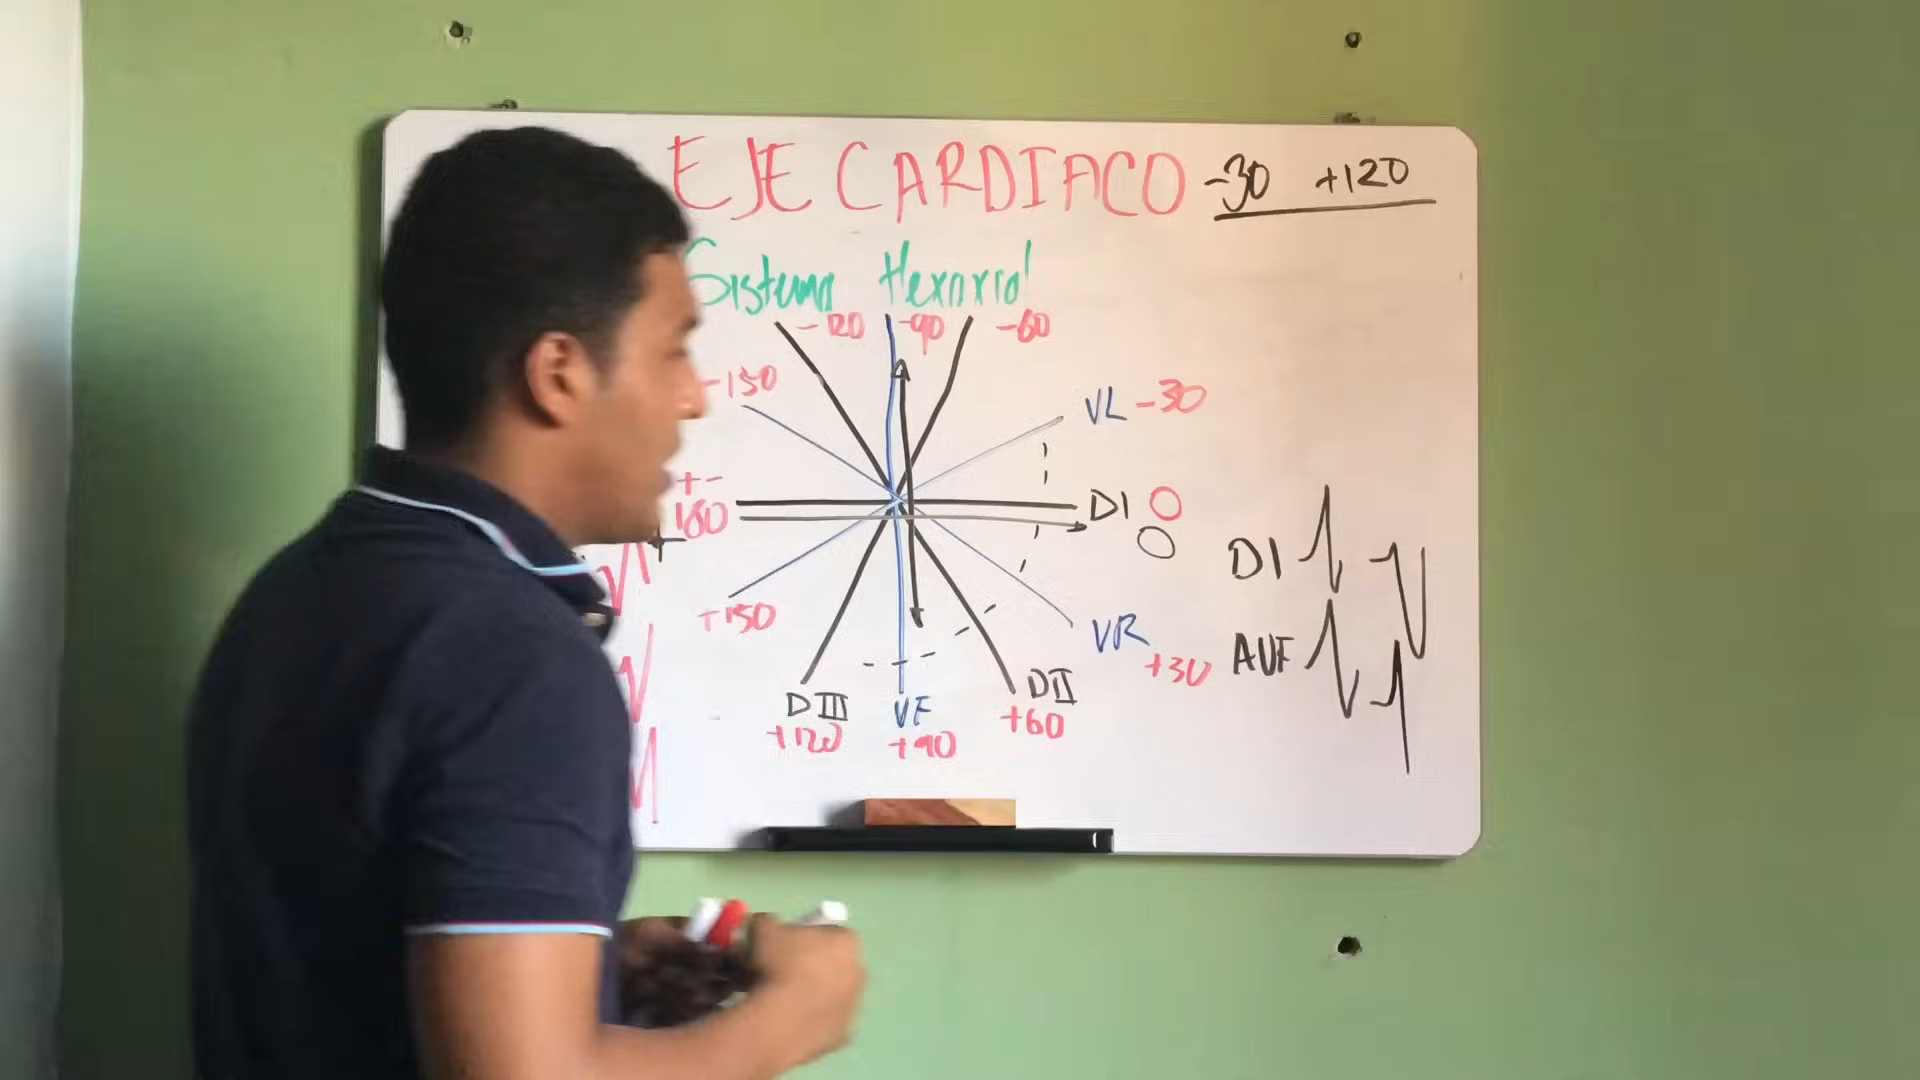 EJE CARDIACO -30 +120
Sistema Hexaxial
-120 -90 -60
-150
VL -30
+-
180
DI O
O
DI
+150
VR
+30
AVF
DIII VF DII
+120 +90 +60